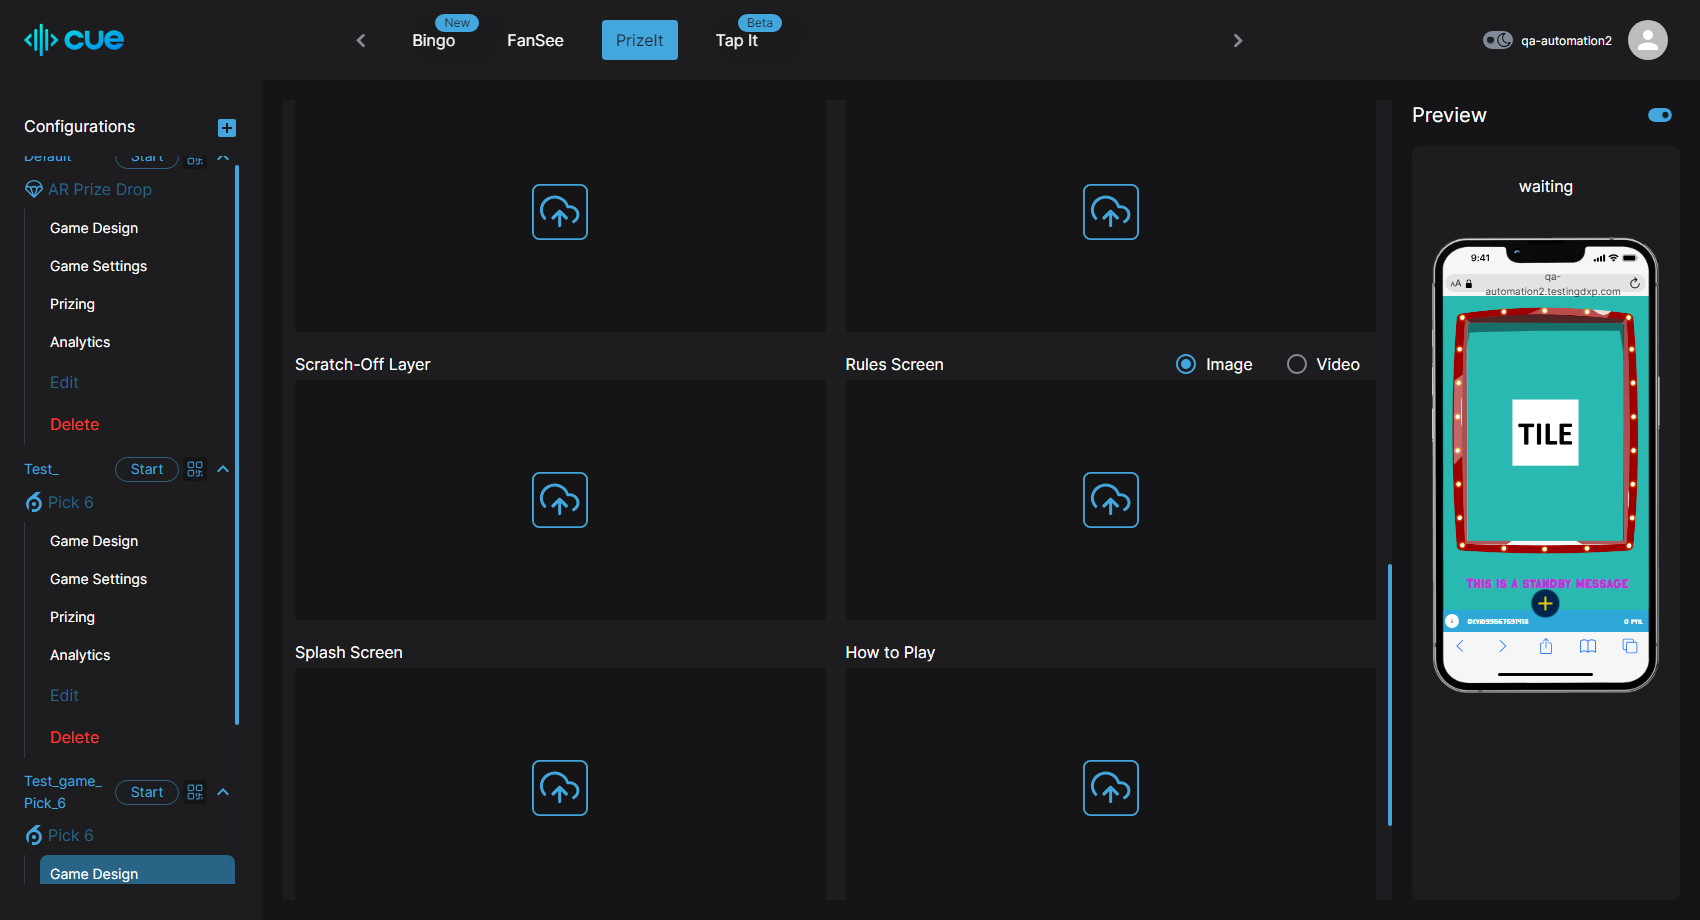 cue
New
Bingo
FanSee
PrizeIt
Beta
Tap It
qa-automation2
Configurations
Default
Start
AR Prize Drop
Game Design
Game Settings
Prizing
Analytics
Edit
Delete
Test_
Start
Pick 6
Game Design
Game Settings
Prizing
Analytics
Edit
Delete
Test_game_
Pick_6
Start
Pick 6
Game Design
Scratch-Off Layer
Rules Screen
Image
Video
Splash Screen
How to Play
Preview
waiting
9:41
AA
qa-
automation2.testingdxp.com
TILE
THIS IS A STANDBY MESSAGE
0 PTS.